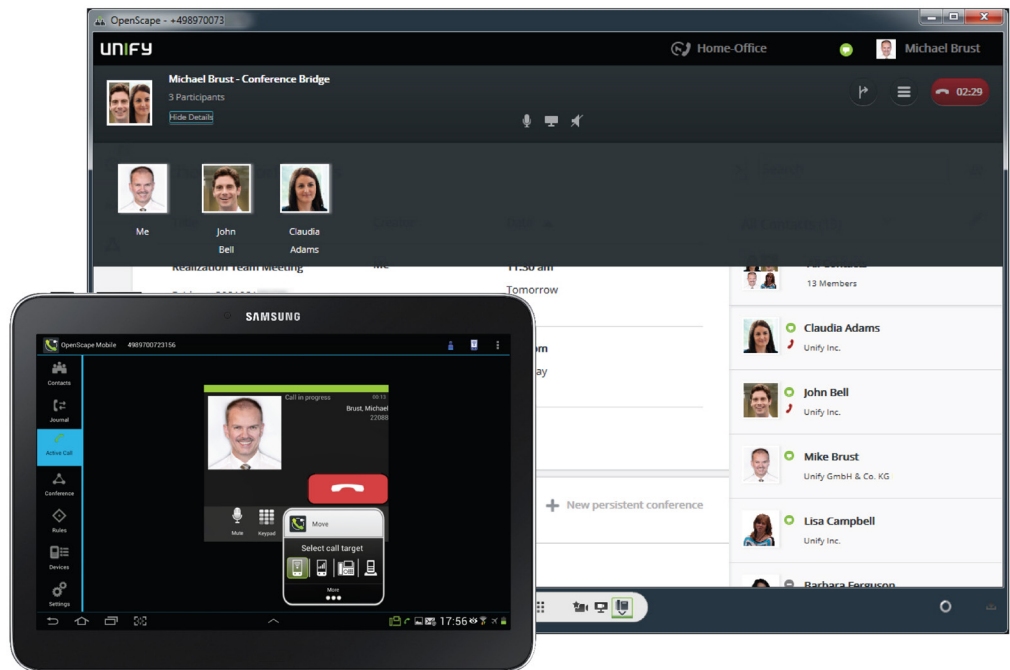 OpenScape - +498970073
UNIFY
Home-Office
Michael Brust
Michael Brust - Conference Bridge
3 Participants
Hide Details
02:29
Me
John
Bell
Claudia
Adams
Realization Team Meeting
Me
11:30 am
Tomorrow
13 Members
Claudia Adams
Unify Inc.
John Bell
Unify Inc.
Mike Brust
Unify GmbH & Co. KG
Lisa Campbell
Unify Inc.
Barbara Ferguson
New persistent conference
SAMSUNG
OpenScape Mobile 4989700723156
Contacts
Journal
Active Call
Conference
Rules
Devices
Settings
Call in progress 00:13
Brust, Michael
22088
Mute
Keypad
Move
Select call target
More
17:56